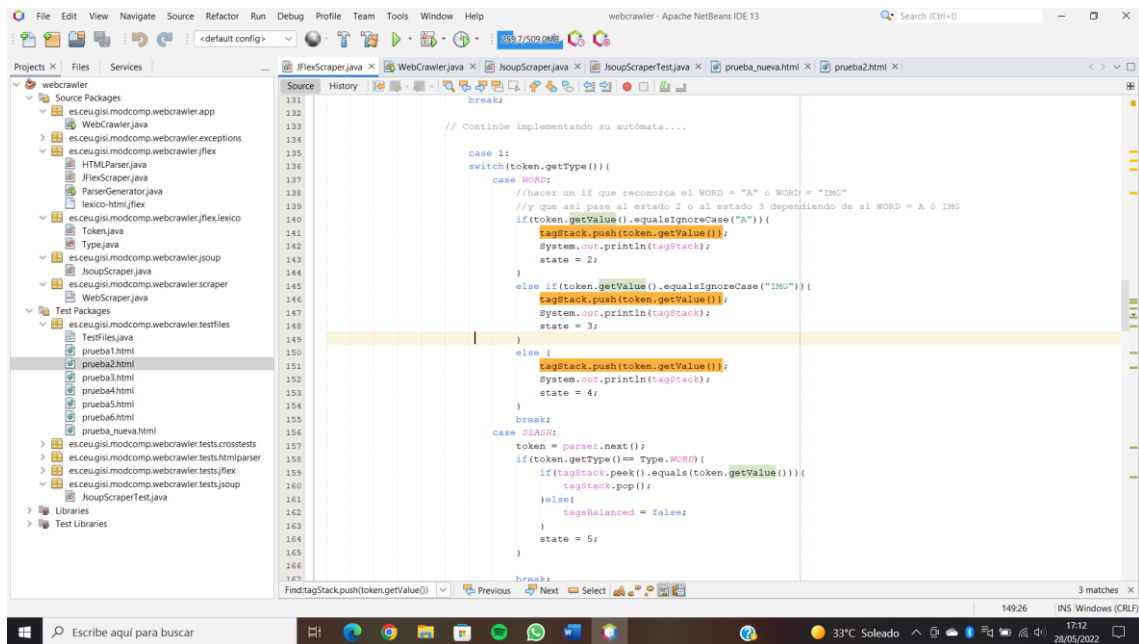 File Edit View Navigate Source Refactor Run Debug Profile Team Tools Window Help webcrawler - Apache NetBeans IDE 13 Search (Ctrl+I)
<default config> 259,7/509,0MB
Projects Files Services
JFlexScraper.java WebCrawler.java JsoupScraper.java JsoupScraperTest.java prueba_nueva.html prueba2.html
Source History
webcrawler
Source Packages
es.ceu.gisi.modcomp.webcrawler.app
WebCrawler.java
es.ceu.gisi.modcomp.webcrawler.exceptions
es.ceu.gisi.modcomp.webcrawler.jflex
HTMLParser.java
JFlexScraper.java
ParserGenerator.java
lexico-html.jflex
es.ceu.gisi.modcomp.webcrawler.jflex.lexico
Token.java
Type.java
es.ceu.gisi.modcomp.webcrawler.jsoup
JsoupScraper.java
es.ceu.gisi.modcomp.webcrawler.scraper
WebScraper.java
Test Packages
es.ceu.gisi.modcomp.webcrawler.testfiles
TestFiles.java
prueba1.html
prueba2.html
prueba3.html
prueba4.html
prueba5.html
prueba6.html
prueba_nueva.html
es.ceu.gisi.modcomp.webcrawler.tests.crosstests
es.ceu.gisi.modcomp.webcrawler.tests.htmlparser
es.ceu.gisi.modcomp.webcrawler.tests.jflex
es.ceu.gisi.modcomp.webcrawler.tests.jsoup
JsoupScraperTest.java
Libraries
Test Libraries
131 break;
132
133 // Continúe implementando su autómata....
134
135 case 1:
136 switch(token.getType()){
137 case WORD:
138 //hacer un if que reconozca el WORD = "A" o WORD = "IMG"
139 //y que asi pase al estado 2 o al estado 3 dependiendo de si WORD = A ó IMG
140 if(token.getValue().equalsIgnoreCase("A")){
141 tagStack.push(token.getValue());
142 System.out.println(tagStack);
143 state = 2;
144 }
145 else if(token.getValue().equalsIgnoreCase("IMG")){
146 tagStack.push(token.getValue());
147 System.out.println(tagStack);
148 state = 3;
149 }
150 else {
151 tagStack.push(token.getValue());
152 System.out.println(tagStack);
153 state = 4;
154 }
155 break;
156 case SLASH:
157 token = parser.next();
158 if(token.getType()== Type.WORD){
159 if(tagStack.peek().equals(token.getValue())){
160 tagStack.pop();
161 }else{
162 tagsBalanced = false;
163 }
164 state = 5;
165 }
166
167 break;
Find: tagStack.push(token.getValue()) Previous Next Select 3 matches
149:26 INS Windows (CRLF)
Escribe aquí para buscar 33°C Soleado 17:12
28/05/2022